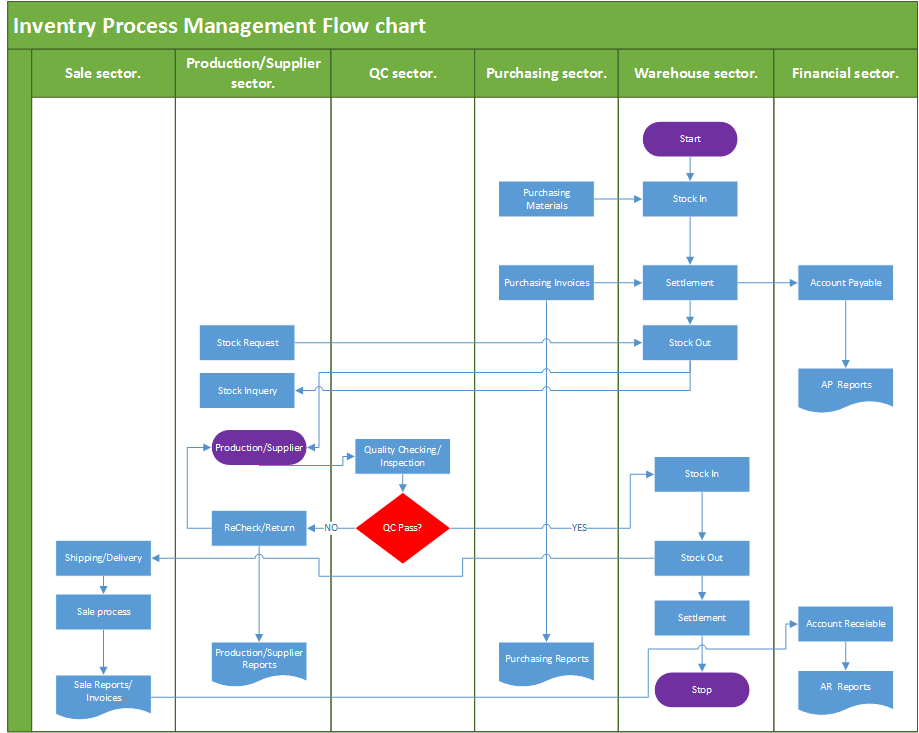 Inventry Process Management Flow chart
Sale sector.
Production/Supplier
sector.
QC sector.
Purchasing sector.
Warehouse sector.
Financial sector.
Start
Purchasing
Materials
Stock In
Purchasing Invoices
Settlement
Account Payable
Stock Request
Stock Out
Stock Inquery
AP Reports
Production/Supplier
Quality Checking/
Inspection
Stock In
ReCheck/Return
NO
QC Pass?
YES
Shipping/Delivery
Stock Out
Sale process
Settlement
Account Receiable
Production/Supplier
Reports
Purchasing Reports
Sale Reports/
Invoices
Stop
AR Reports